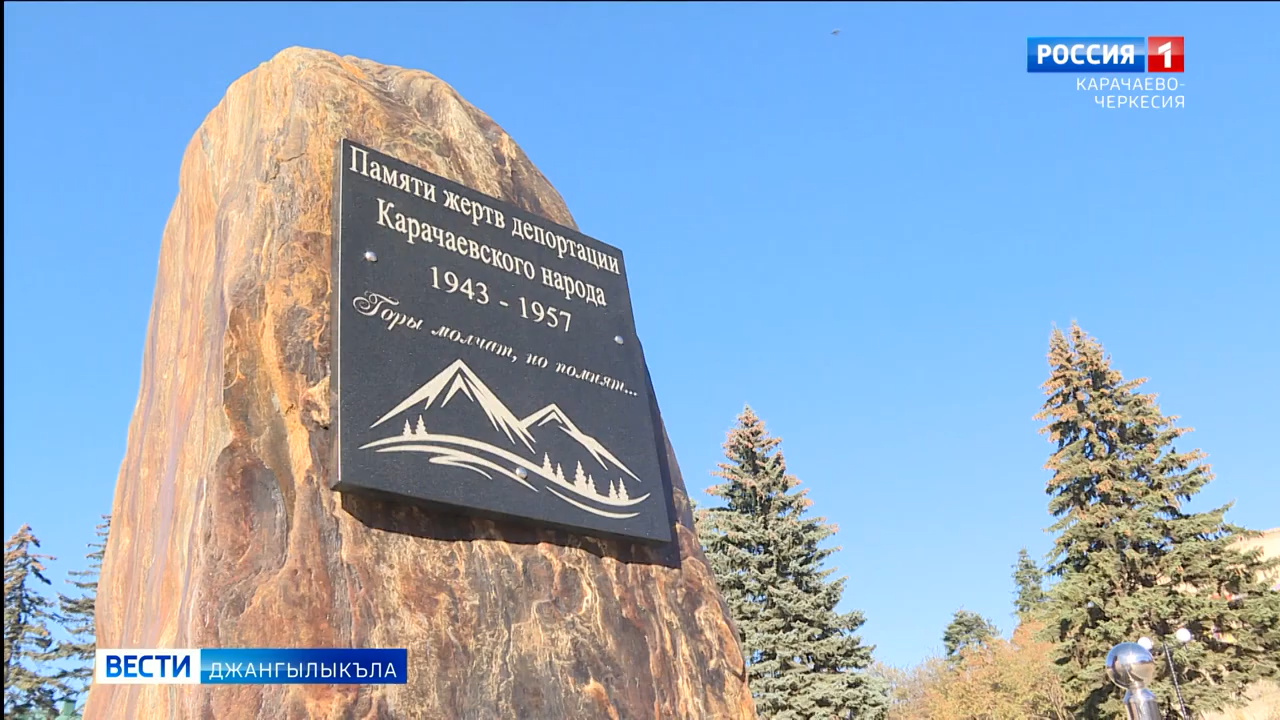 РОССИЯ 1
КАРАЧАЕВО-
ЧЕРКЕСИЯ
Памяти жертв депортации
Карачаевского народа
1943 - 1957
Горы молчат, но помнят...
ВЕСТИ ДЖАНГЫЛЫКЪЛА